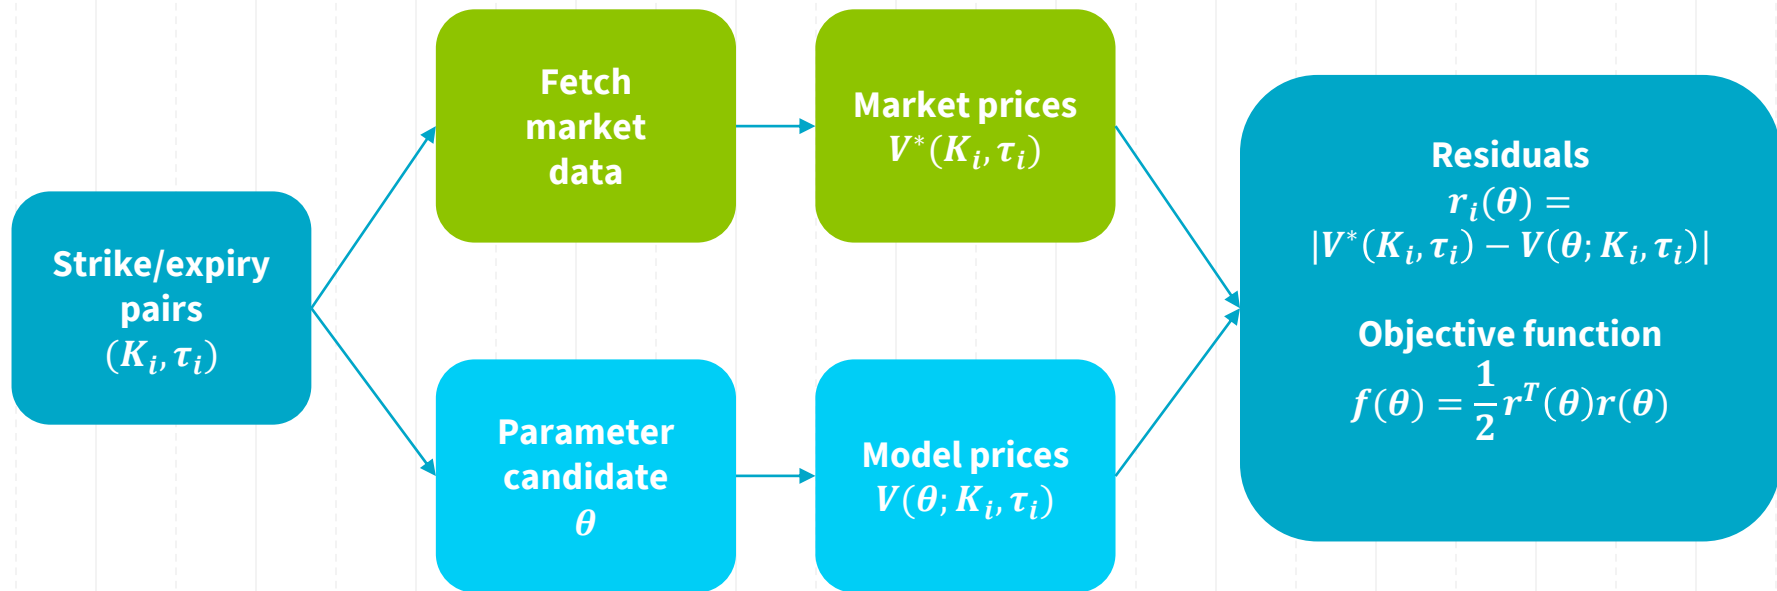 Strike/expiry
pairs
(K_i, τ_i)
Fetch
market
data
Market prices
V*(K_i, τ_i)
Parameter
candidate
θ
Model prices
V(θ; K_i, τ_i)
Residuals
r_i(θ) =
|V*(K_i, τ_i) − V(θ; K_i, τ_i)|
Objective function
f(θ) = 1/2 r^T(θ)r(θ)